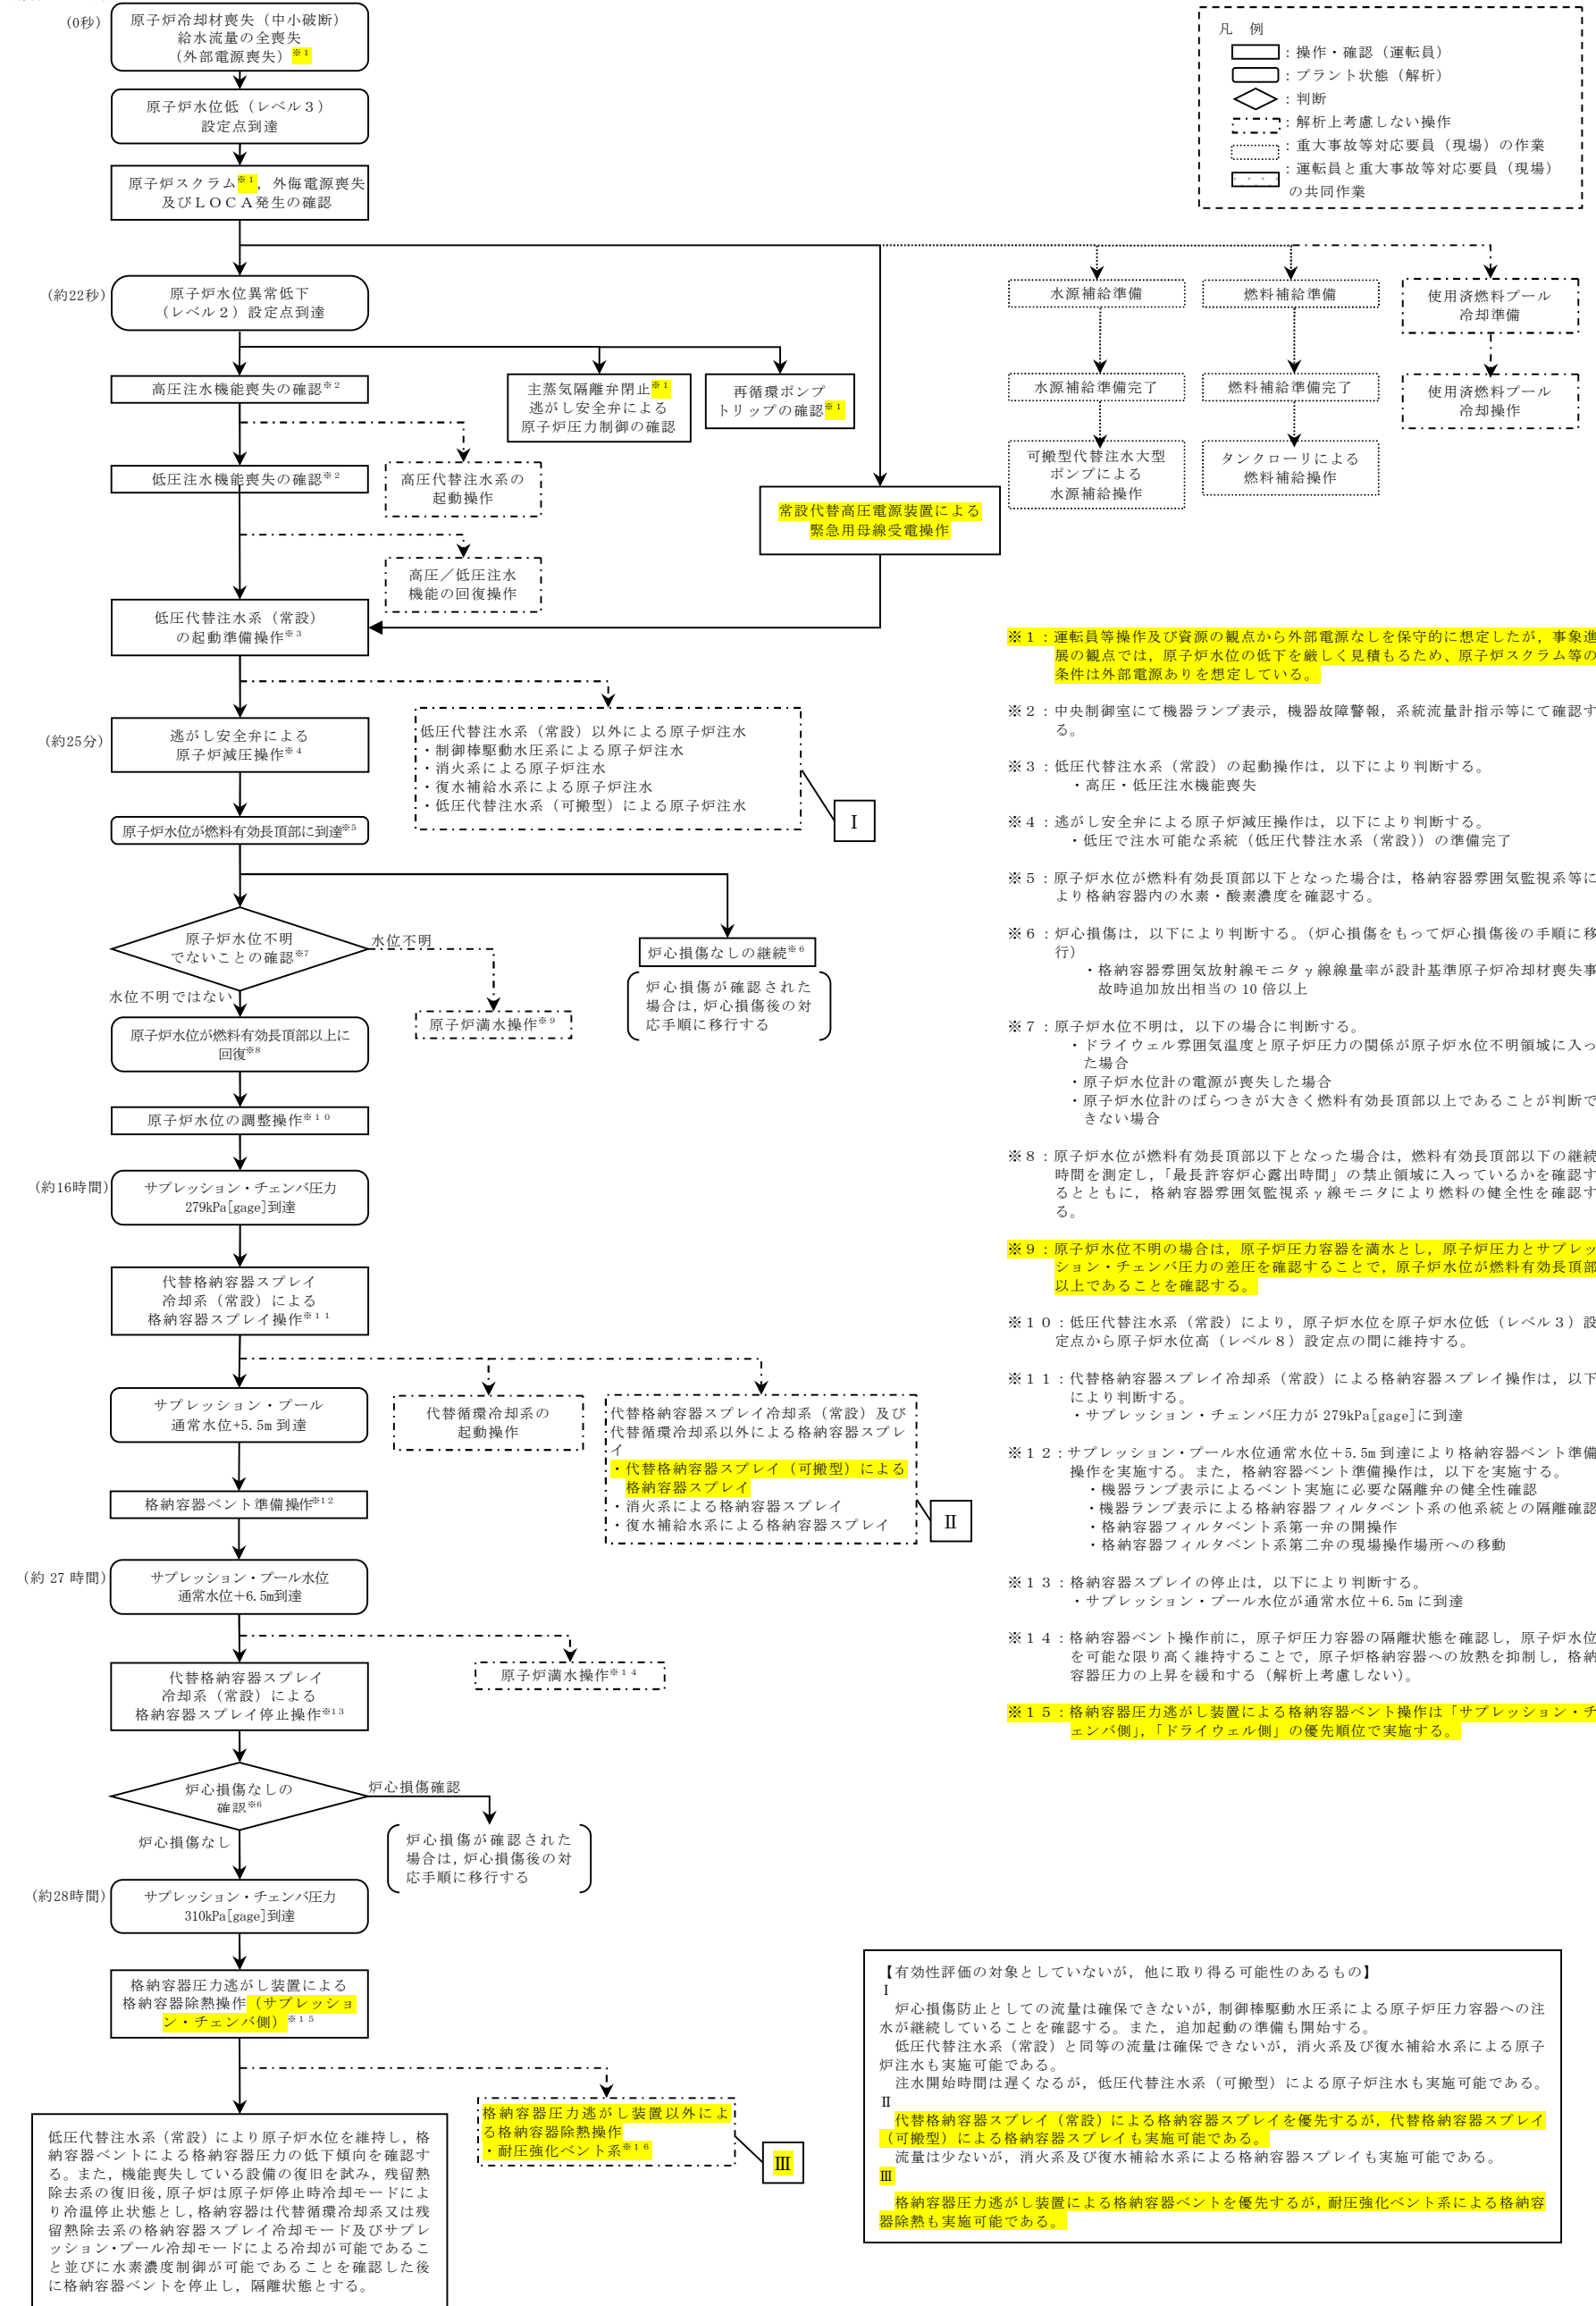 (0秒)
原子炉冷却材喪失（中小破断）
給水流量の全喪失
（外部電源喪失）※１
原子炉水位低（レベル３）
設定点到達
原子炉スクラム※１，外侮電源喪失
及びＬＯＣＡ発生の確認
凡　例
：操作・確認（運転員）
：プラント状態（解析）
：判断
：解析上考慮しない操作
：重大事故等対応要員（現場）の作業
：運転員と重大事故等対応要員（現場）
の共同作業
(約22秒)
原子炉水位異常低下
（レベル２）設定点到達
水源補給準備
燃料補給準備
使用済燃料プール
冷却準備
高圧注水機能喪失の確認※２
主蒸気隔離弁閉止※１
逃がし安全弁による
原子炉圧力制御の確認
再循環ポンプ
トリップの確認※１
水源補給準備完了
燃料補給準備完了
使用済燃料プール
冷却操作
低圧注水機能喪失の確認※２
高圧代替注水系の
起動操作
可搬型代替注水大型
ポンプによる
水源補給操作
タンクローリによる
燃料補給操作
常設代替高圧電源装置による
緊急用母線受電操作
高圧／低圧注水
機能の回復操作
低圧代替注水系（常設）
の起動準備操作※３
(約25分)
逃がし安全弁による
原子炉減圧操作※４
低圧代替注水系（常設）以外による原子炉注水
・制御棒駆動水圧系による原子炉注水
・消火系による原子炉注水
・復水補給水系による原子炉注水
・低圧代替注水系（可搬型）による原子炉注水
Ⅰ
原子炉水位が燃料有効長頂部に到達※5
原子炉水位不明
でないことの確認※7
水位不明
水位不明ではない
原子炉満水操作※９
炉心損傷なしの継続※６
炉心損傷が確認された
場合は，炉心損傷後の対
応手順に移行する
原子炉水位が燃料有効長頂部以上に
回復※8
原子炉水位の調整操作※１０
(約16時間)
サプレッション・チェンバ圧力
279kPa[gage]到達
代替格納容器スプレイ
冷却系（常設）による
格納容器スプレイ操作※１１
サプレッション・プール
通常水位+5.5m 到達
代替循環冷却系の
起動操作
代替格納容器スプレイ冷却系（常設）及び
代替循環冷却系以外による格納容器スプレ
イ
・代替格納容器スプレイ（可搬型）による
格納容器スプレイ
・消火系による格納容器スプレイ
・復水補給水系による格納容器スプレイ
Ⅱ
格納容器ベント準備操作※12
(約 27 時間)
サプレッション・プール水位
通常水位＋6.5m到達
代替格納容器スプレイ
冷却系（常設）による
格納容器スプレイ停止操作※13
原子炉満水操作※１４
炉心損傷なしの
確認※6
炉心損傷確認
炉心損傷なし
炉心損傷が確認された
場合は，炉心損傷後の対
応手順に移行する
(約28時間)
サプレッション・チェンバ圧力
310kPa[gage]到達
格納容器圧力逃がし装置による
格納容器除熱操作（サプレッショ
ン・チェンバ側）※１５
格納容器圧力逃がし装置以外によ
る格納容器除熱操作
・耐圧強化ベント系※１６
Ⅲ
低圧代替注水系（常設）により原子炉水位を維持し，格
納容器ベントによる格納容器圧力の低下傾向を確認す
る。また，機能喪失している設備の復旧を試み，残留熱
除去系の復旧後，原子炉は原子炉停止時冷却モードによ
り冷温停止状態とし，格納容器は代替循環冷却系又は残
留熱除去系の格納容器スプレイ冷却モード及びサプレ
ッション・プール冷却モードによる冷却が可能であるこ
と並びに水素濃度制御が可能であることを確認した後
に格納容器ベントを停止し，隔離状態とする。
※１：運転員等操作及び資源の観点から外部電源なしを保守的に想定したが，事象進
展の観点では，原子炉水位の低下を厳しく見積もるため、原子炉スクラム等の
条件は外部電源ありを想定している。
※２：中央制御室にて機器ランプ表示，機器故障警報，系統流量計指示等にて確認す
る。
※３：低圧代替注水系（常設）の起動操作は，以下により判断する。
・高圧・低圧注水機能喪失
※４：逃がし安全弁による原子炉減圧操作は，以下により判断する。
・低圧で注水可能な系統（低圧代替注水系（常設））の準備完了
※５：原子炉水位が燃料有効長頂部以下となった場合は，格納容器雰囲気監視系等に
より格納容器内の水素・酸素濃度を確認する。
※６：炉心損傷は，以下により判断する。（炉心損傷をもって炉心損傷後の手順に移
行）
・格納容器雰囲気放射線モニタγ線線量率が設計基準原子炉冷却材喪失事
故時追加放出相当の 10 倍以上
※７：原子炉水位不明は，以下の場合に判断する。
・ドライウェル雰囲気温度と原子炉圧力の関係が原子炉水位不明領域に入っ
た場合
・原子炉水位計の電源が喪失した場合
・原子炉水位計のばらつきが大きく燃料有効長頂部以上であることが判断で
きない場合
※８：原子炉水位が燃料有効長頂部以下となった場合は，燃料有効長頂部以下の継続
時間を測定し，「最長許容炉心露出時間」の禁止領域に入っているかを確認す
るとともに，格納容器雰囲気監視系γ線モニタにより燃料の健全性を確認す
る。
※９：原子炉水位不明の場合は，原子炉圧力容器を満水とし，原子炉圧力とサプレッ
ション・チェンバ圧力の差圧を確認することで，原子炉水位が燃料有効長頂部
以上であることを確認する。
※１０：低圧代替注水系（常設）により，原子炉水位を原子炉水位低（レベル３）設
定点から原子炉水位高（レベル８）設定点の間に維持する。
※１１：代替格納容器スプレイ冷却系（常設）による格納容器スプレイ操作は，以下
により判断する。
・サプレッション・チェンバ圧力が 279kPa[gage]に到達
※１２：サプレッション・プール水位通常水位＋5.5m 到達により格納容器ベント準備
操作を実施する。また，格納容器ベント準備操作は，以下を実施する。
・機器ランプ表示によるベント実施に必要な隔離弁の健全性確認
・機器ランプ表示による格納容器フィルタベント系の他系統との隔離確認
・格納容器フィルタベント系第一弁の開操作
・格納容器フィルタベント系第二弁の現場操作場所への移動
※１３：格納容器スプレイの停止は，以下により判断する。
・サプレッション・プール水位が通常水位＋6.5m に到達
※１４：格納容器ベント操作前に，原子炉圧力容器の隔離状態を確認し，原子炉水位
を可能な限り高く維持することで，原子炉格納容器への放熱を抑制し，格納
容器圧力の上昇を緩和する（解析上考慮しない）。
※１５：格納容器圧力逃がし装置による格納容器ベント操作は「サプレッション・チ
ェンバ側」，「ドライウェル側」の優先順位で実施する。
【有効性評価の対象としていないが，他に取り得る可能性のあるもの】
Ⅰ
炉心損傷防止としての流量は確保できないが，制御棒駆動水圧系による原子炉圧力容器への注
水が継続していることを確認する。また，追加起動の準備も開始する。
低圧代替注水系（常設）と同等の流量は確保できないが，消火系及び復水補給水系による原子
炉注水も実施可能である。
注水開始時間は遅くなるが，低圧代替注水系（可搬型）による原子炉注水も実施可能である。
Ⅱ
代替格納容器スプレイ（常設）による格納容器スプレイを優先するが，代替格納容器スプレイ
（可搬型）による格納容器スプレイも実施可能である。
流量は少ないが，消火系及び復水補給水系による格納容器スプレイも実施可能である。
Ⅲ
格納容器圧力逃がし装置による格納容器ベントを優先するが，耐圧強化ベント系による格納容
器除熱も実施可能である。